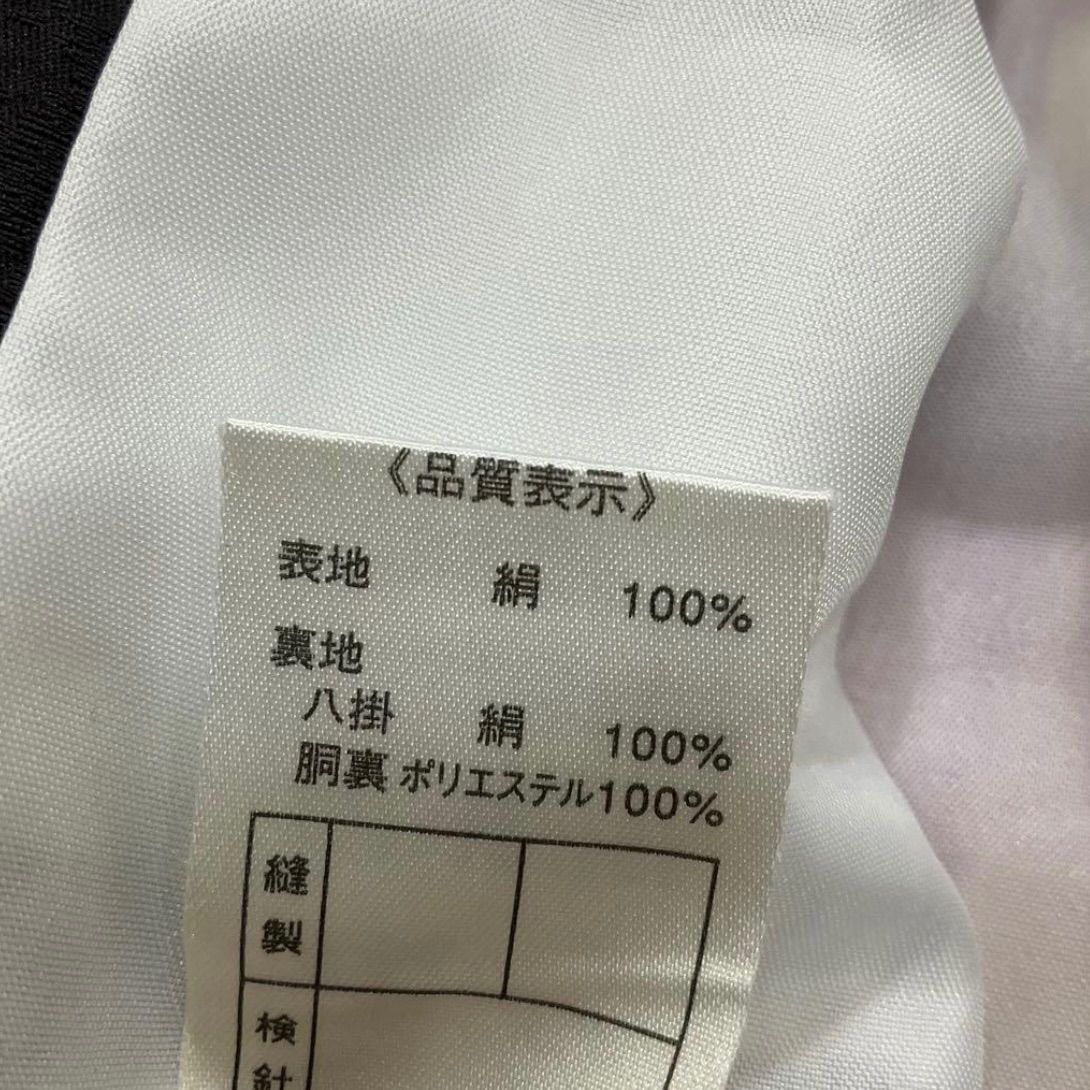 《品質表示》
表地 絹 100%
裏地
八掛 絹 100%
胴裏 ポリエステル100%
縫製
検針